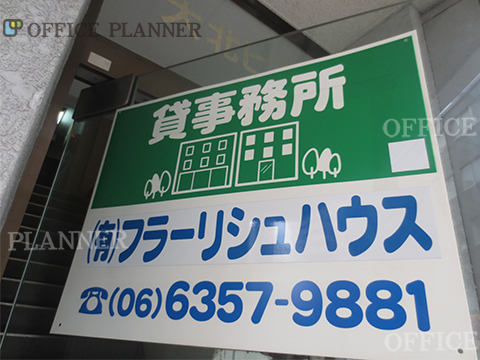 OFFICE PLANNER
貸事務所
OFFICE
PLANNER
(有)フラーリシュハウス
☎(06)6357-9881
OFFICE